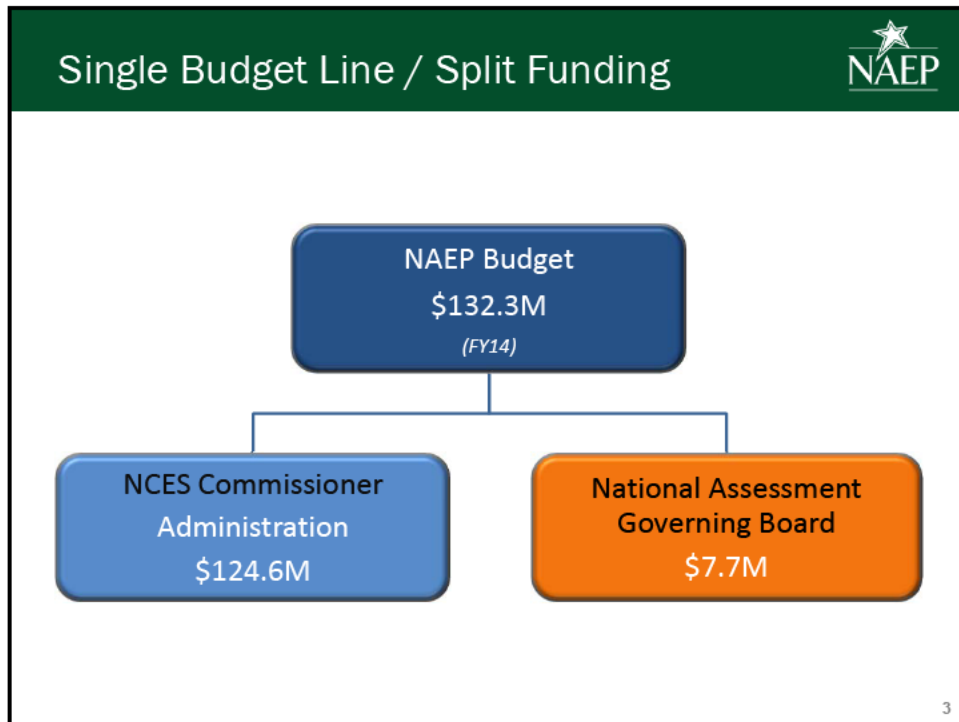 Single Budget Line / Split Funding
NAEP
NAEP Budget
$132.3M
(FY14)
NCES Commissioner
Administration
$124.6M
National Assessment
Governing Board
$7.7M
3